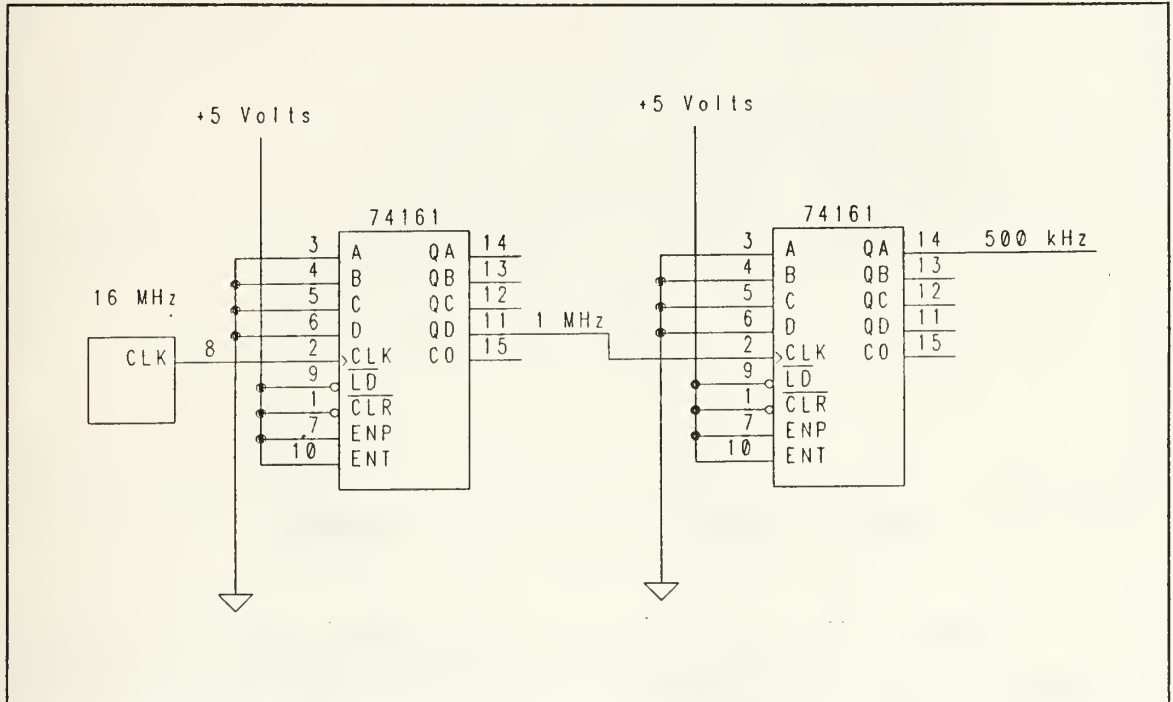 +5 Volts
+5 Volts
16 MHz
CLK
8
74161
3 A QA 14
4 B QB 13
5 C QC 12
6 D QD 11
2 CLK CO 15
9 LD
1 CLR
7 ENP
10 ENT
1 MHz
74161
3 A QA 14
4 B QB 13
5 C QC 12
6 D QD 11
2 CLK CO 15
9 LD
1 CLR
7 ENP
10 ENT
500 kHz